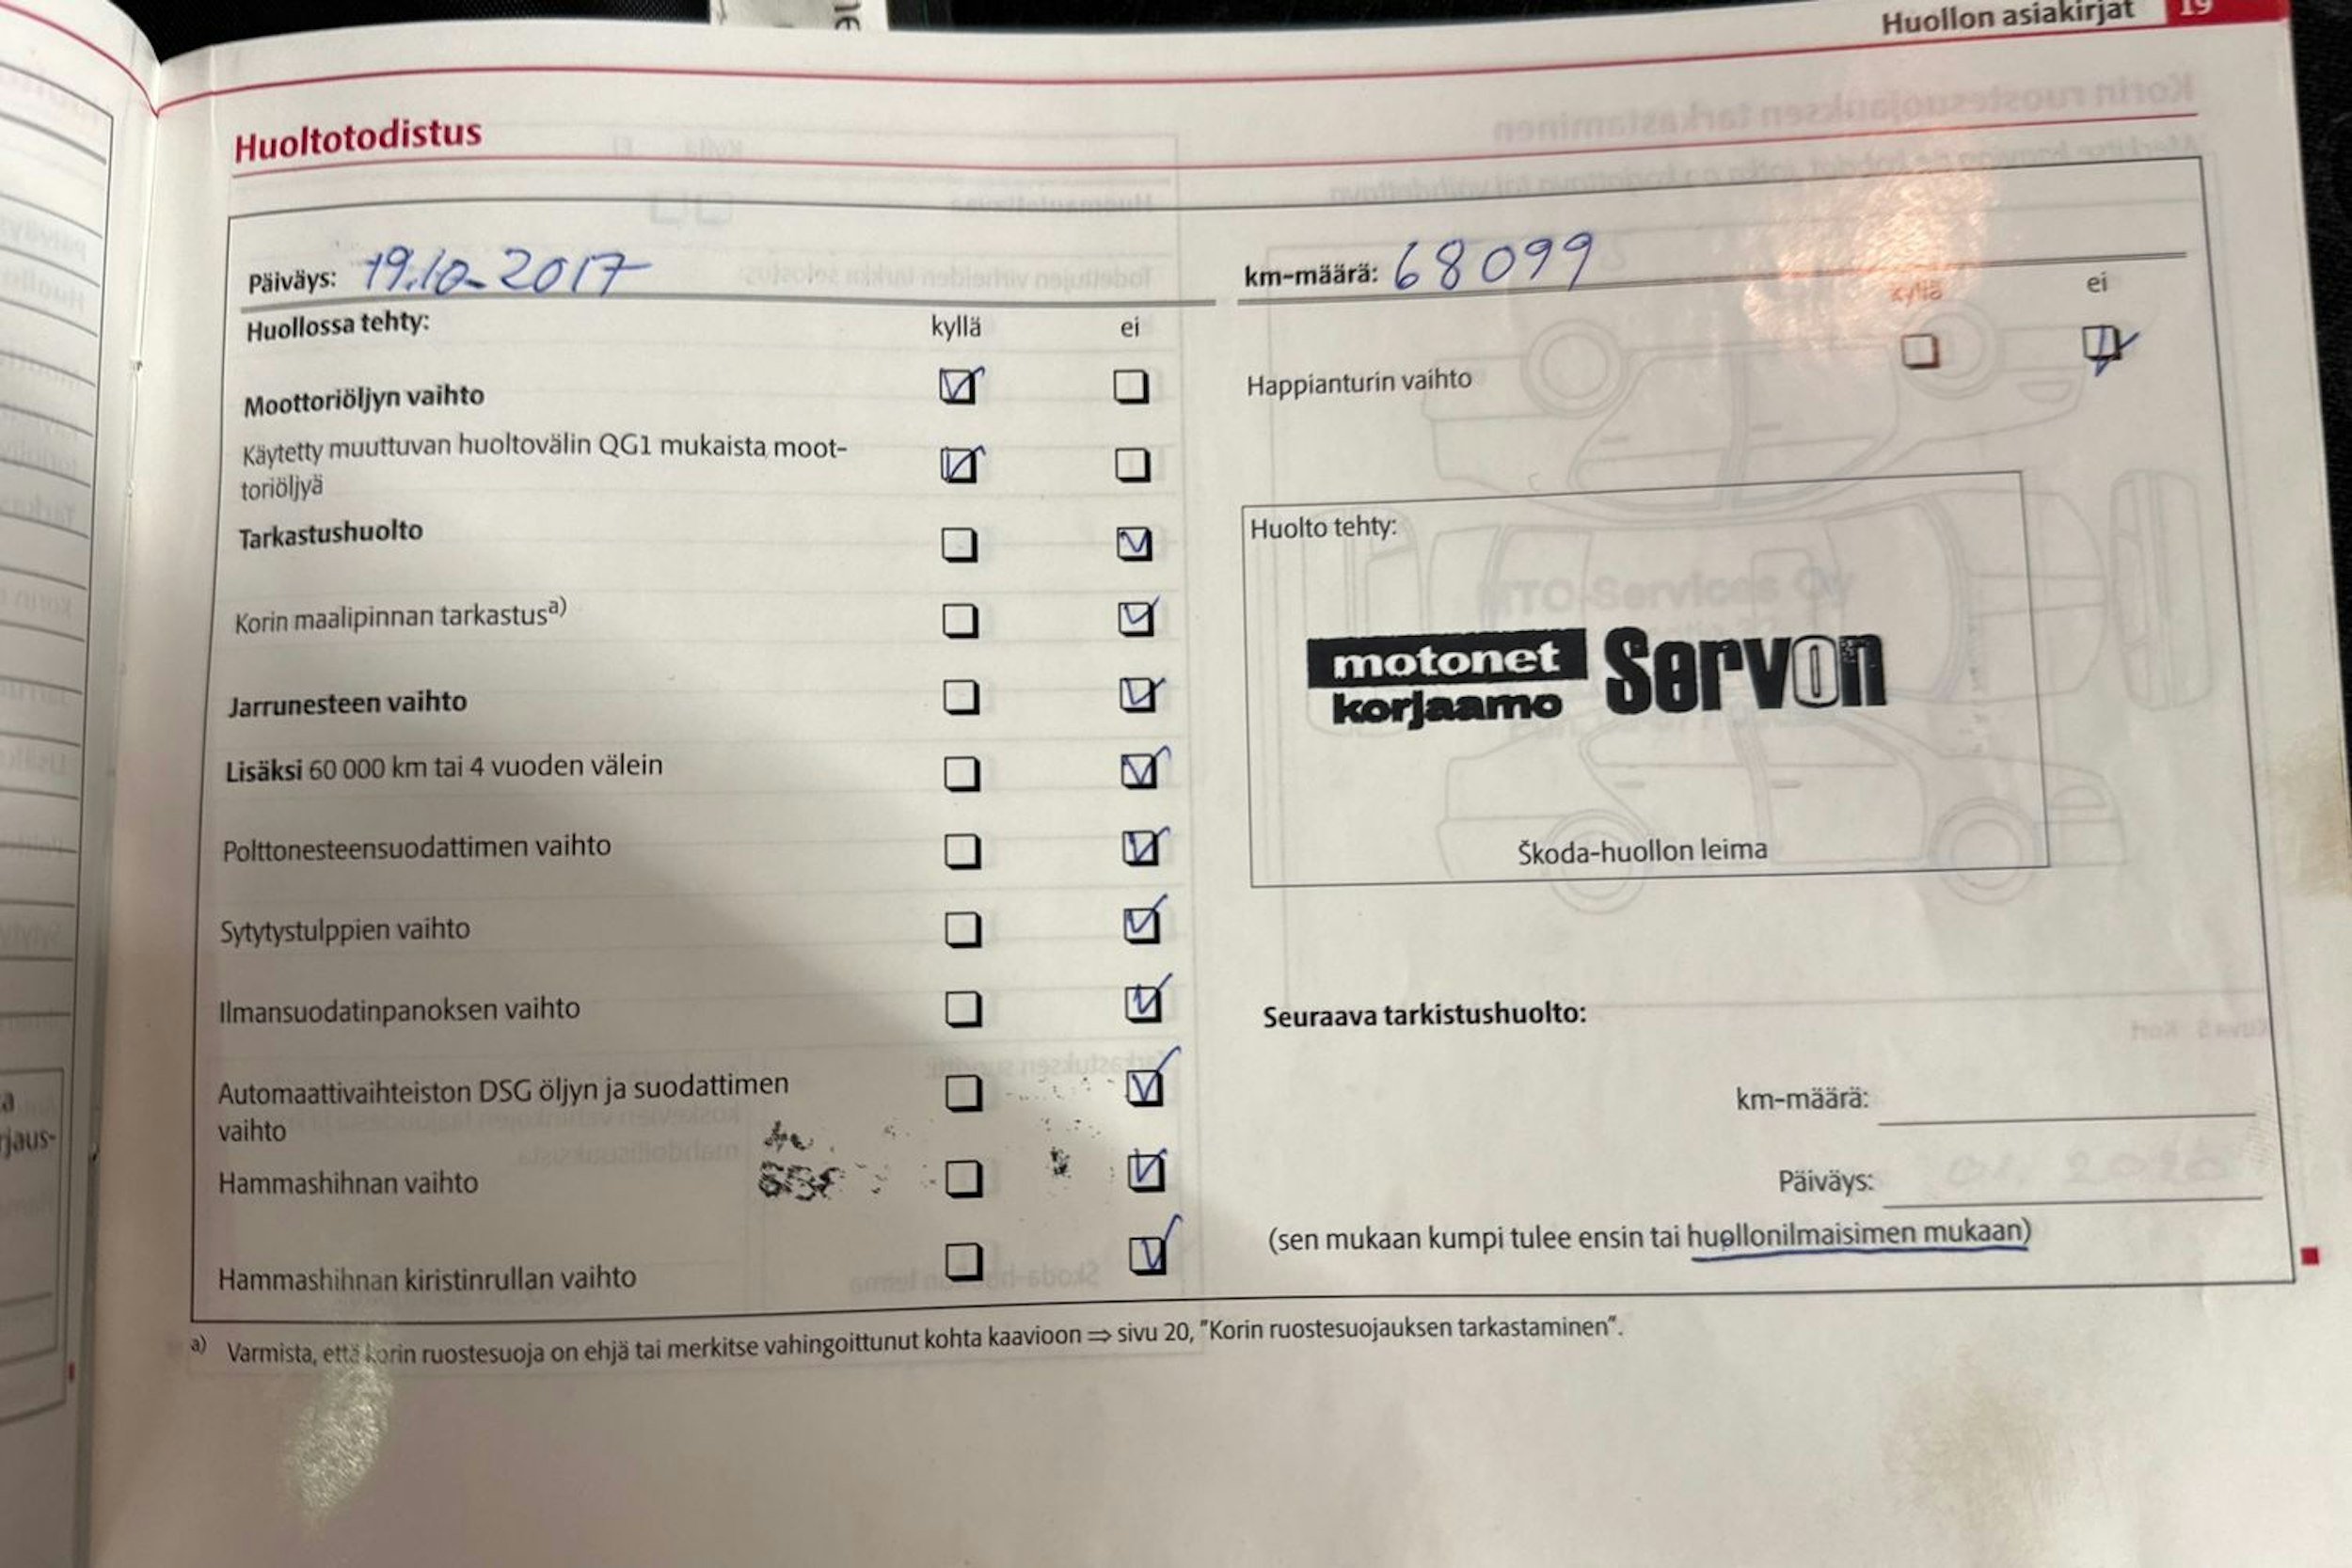 Huollon asiakirjat 19
Huoltotodistus
Päiväys: 19.10.2017
km-määrä: 68099
Huollossa tehty: kyllä ei
kyllä ei
Moottoriöljyn vaihto
Käytetty muuttuvan huoltovälin QG1 mukaista moot-
toriöljyä
Tarkastushuolto
Korin maalipinnan tarkastus a)
Jarrunesteen vaihto
Lisäksi 60 000 km tai 4 vuoden välein
Polttonesteensuodattimen vaihto
Sytytystulppien vaihto
Ilmansuodatinpanoksen vaihto
Automaattivaihteiston DSG öljyn ja suodattimen
vaihto
Hammashihnan vaihto
Hammashihnan kiristinrullan vaihto
Happianturin vaihto
Huolto tehty:
motonet
korjaamo Servon
Škoda-huollon leima
Seuraava tarkistushuolto:
km-määrä:
Päiväys:
(sen mukaan kumpi tulee ensin tai huollonilmaisimen mukaan)
a) Varmista, että korin ruostesuoja on ehjä tai merkitse vahingoittunut kohta kaavioon ⇒ sivu 20, "Korin ruostesuojauksen tarkastaminen".